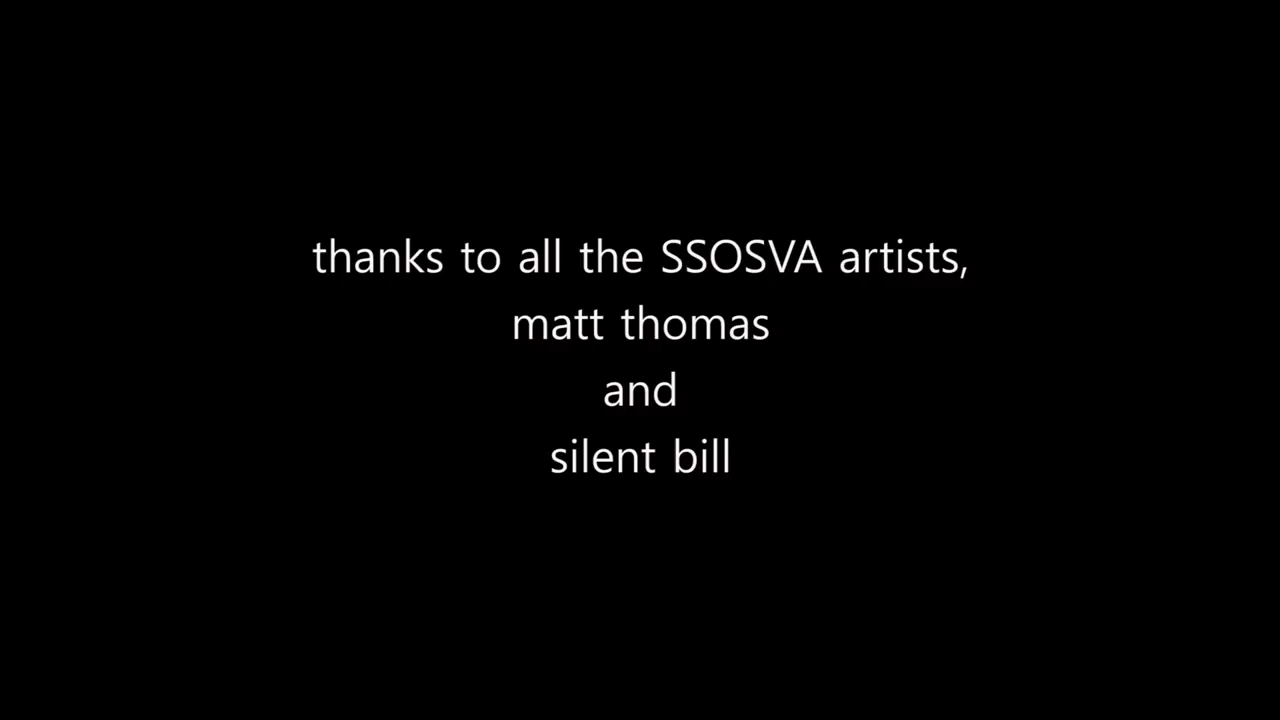 thanks to all the SSOSVA artists,
matt thomas
and
silent bill